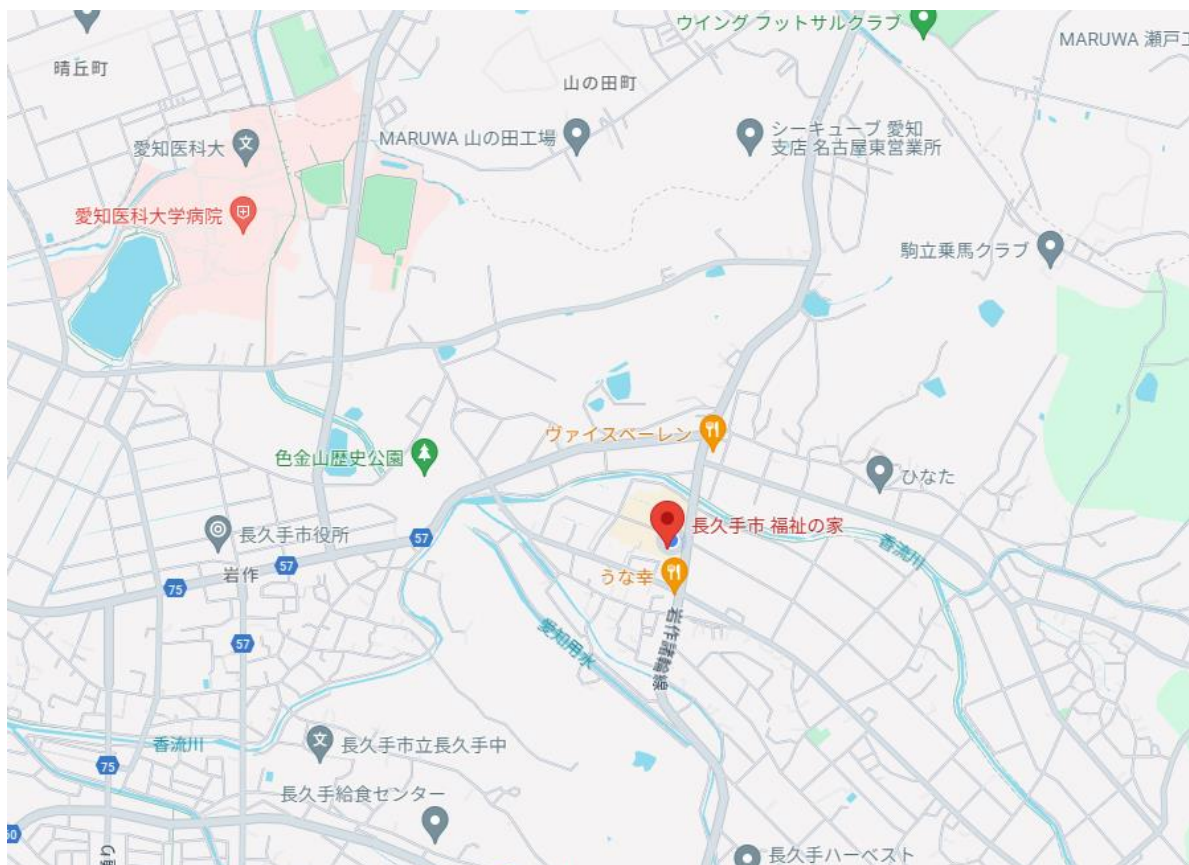 ウイング フットサルクラブ
MARUWA 瀬戸工
晴丘町
山の田町
MARUWA 山の田工場
シーキューブ 愛知
支店 名古屋東営業所
愛知医科大
愛知医科大学病院
駒立乗馬クラブ
ヴァイスベーレン
色金山歴史公園
ひなた
長久手市役所
57
長久手市 福祉の家
香流川
岩作
57
75
うな幸
57
愛知用水
岩作諸輪線
香流川
長久手市立長久手中
75
長久手給食センター
60
長久手ハーベスト